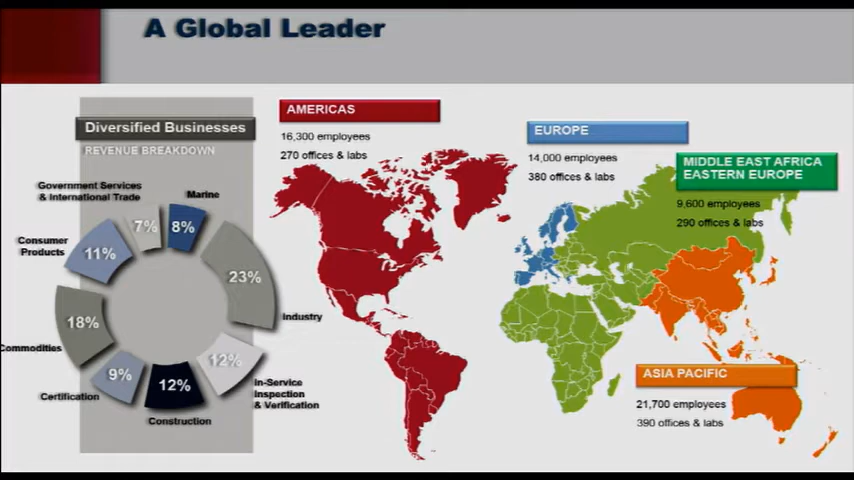 A Global Leader
Diversified Businesses
REVENUE BREAKDOWN
Government Services
& International Trade
Marine
7%
8%
Consumer
Products
11%
23%
Industry
18%
Commodities
12%
In-Service
Inspection
& Verification
9%
Certification
12%
Construction
AMERICAS
16,300 employees
270 offices & labs
EUROPE
14,000 employees
380 offices & labs
MIDDLE EAST AFRICA
EASTERN EUROPE
9,600 employees
290 offices & labs
ASIA PACIFIC
21,700 employees
390 offices & labs